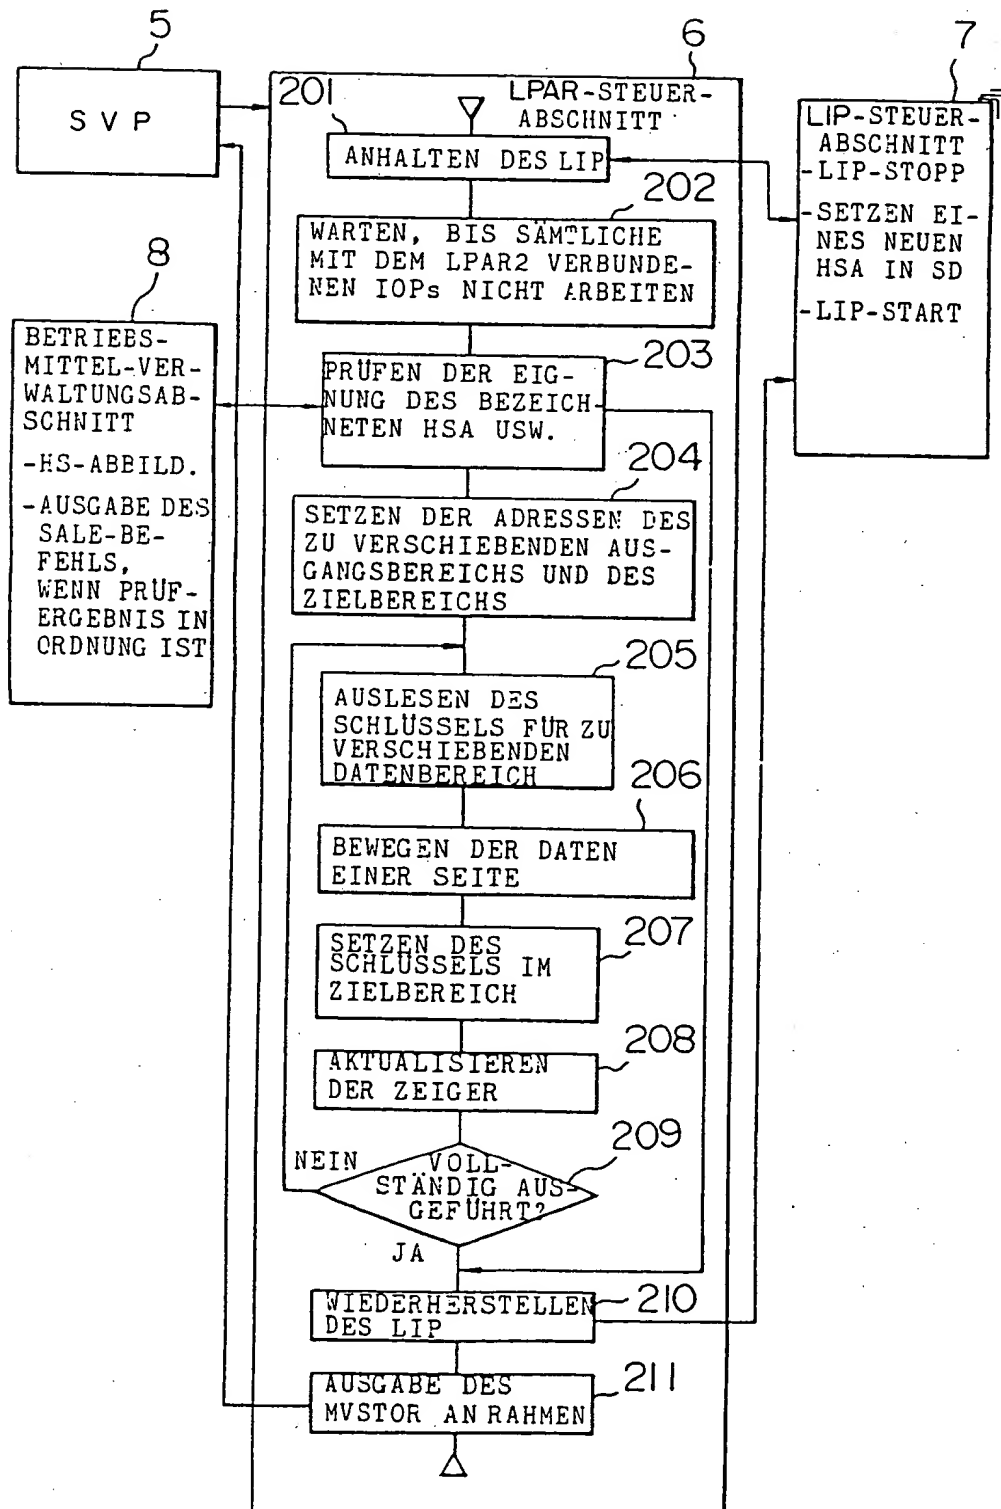 5
SVP
6
LPAR-STEUER-
ABSCHNITT
201
ANHALTEN DES LIP
202
WARTEN, BIS SÄMTLICHE
MIT DEM LPAR2 VERBUNDE-
NEN IOPs NICHT ARBEITEN
203
PRÜFEN DER EIG-
NUNG DES BEZEICH-
NETEN HSA USW.
204
SETZEN DER ADRESSEN DES
ZU VERSCHIEBENDEN AUS-
GANGSBEREICHS UND DES
ZIELBEREICHS
205
AUSLESEN DES
SCHLÜSSELS FÜR ZU
VERSCHIEBENDEN
DATENBEREICH
206
BEWEGEN DER DATEN
EINER SEITE
207
SETZEN DES
SCHLÜSSELS IM
ZIELBEREICH
208
AKTUALISIEREN
DER ZEIGER
209
VOLL-
STÄNDIG AUS-
GEFÜHRT?
NEIN
JA
210
WIEDERHERSTELLEN
DES LIP
211
AUSGABE DES
MVSTOR AN RAHMEN
7
LIP-STEUER-
ABSCHNITT
-LIP-STOPP
-SETZEN EI-
NES NEUEN
HSA IN SD
-LIP-START
8
BETRIEBS-
MITTEL-VER-
WALTUNGSAB-
SCHNITT
-HS-ABBILD.
-AUSGABE DES
SALE-BE-
FEHLS,
WENN PRÜF-
ERGEBNIS IN
ORDNUNG IST